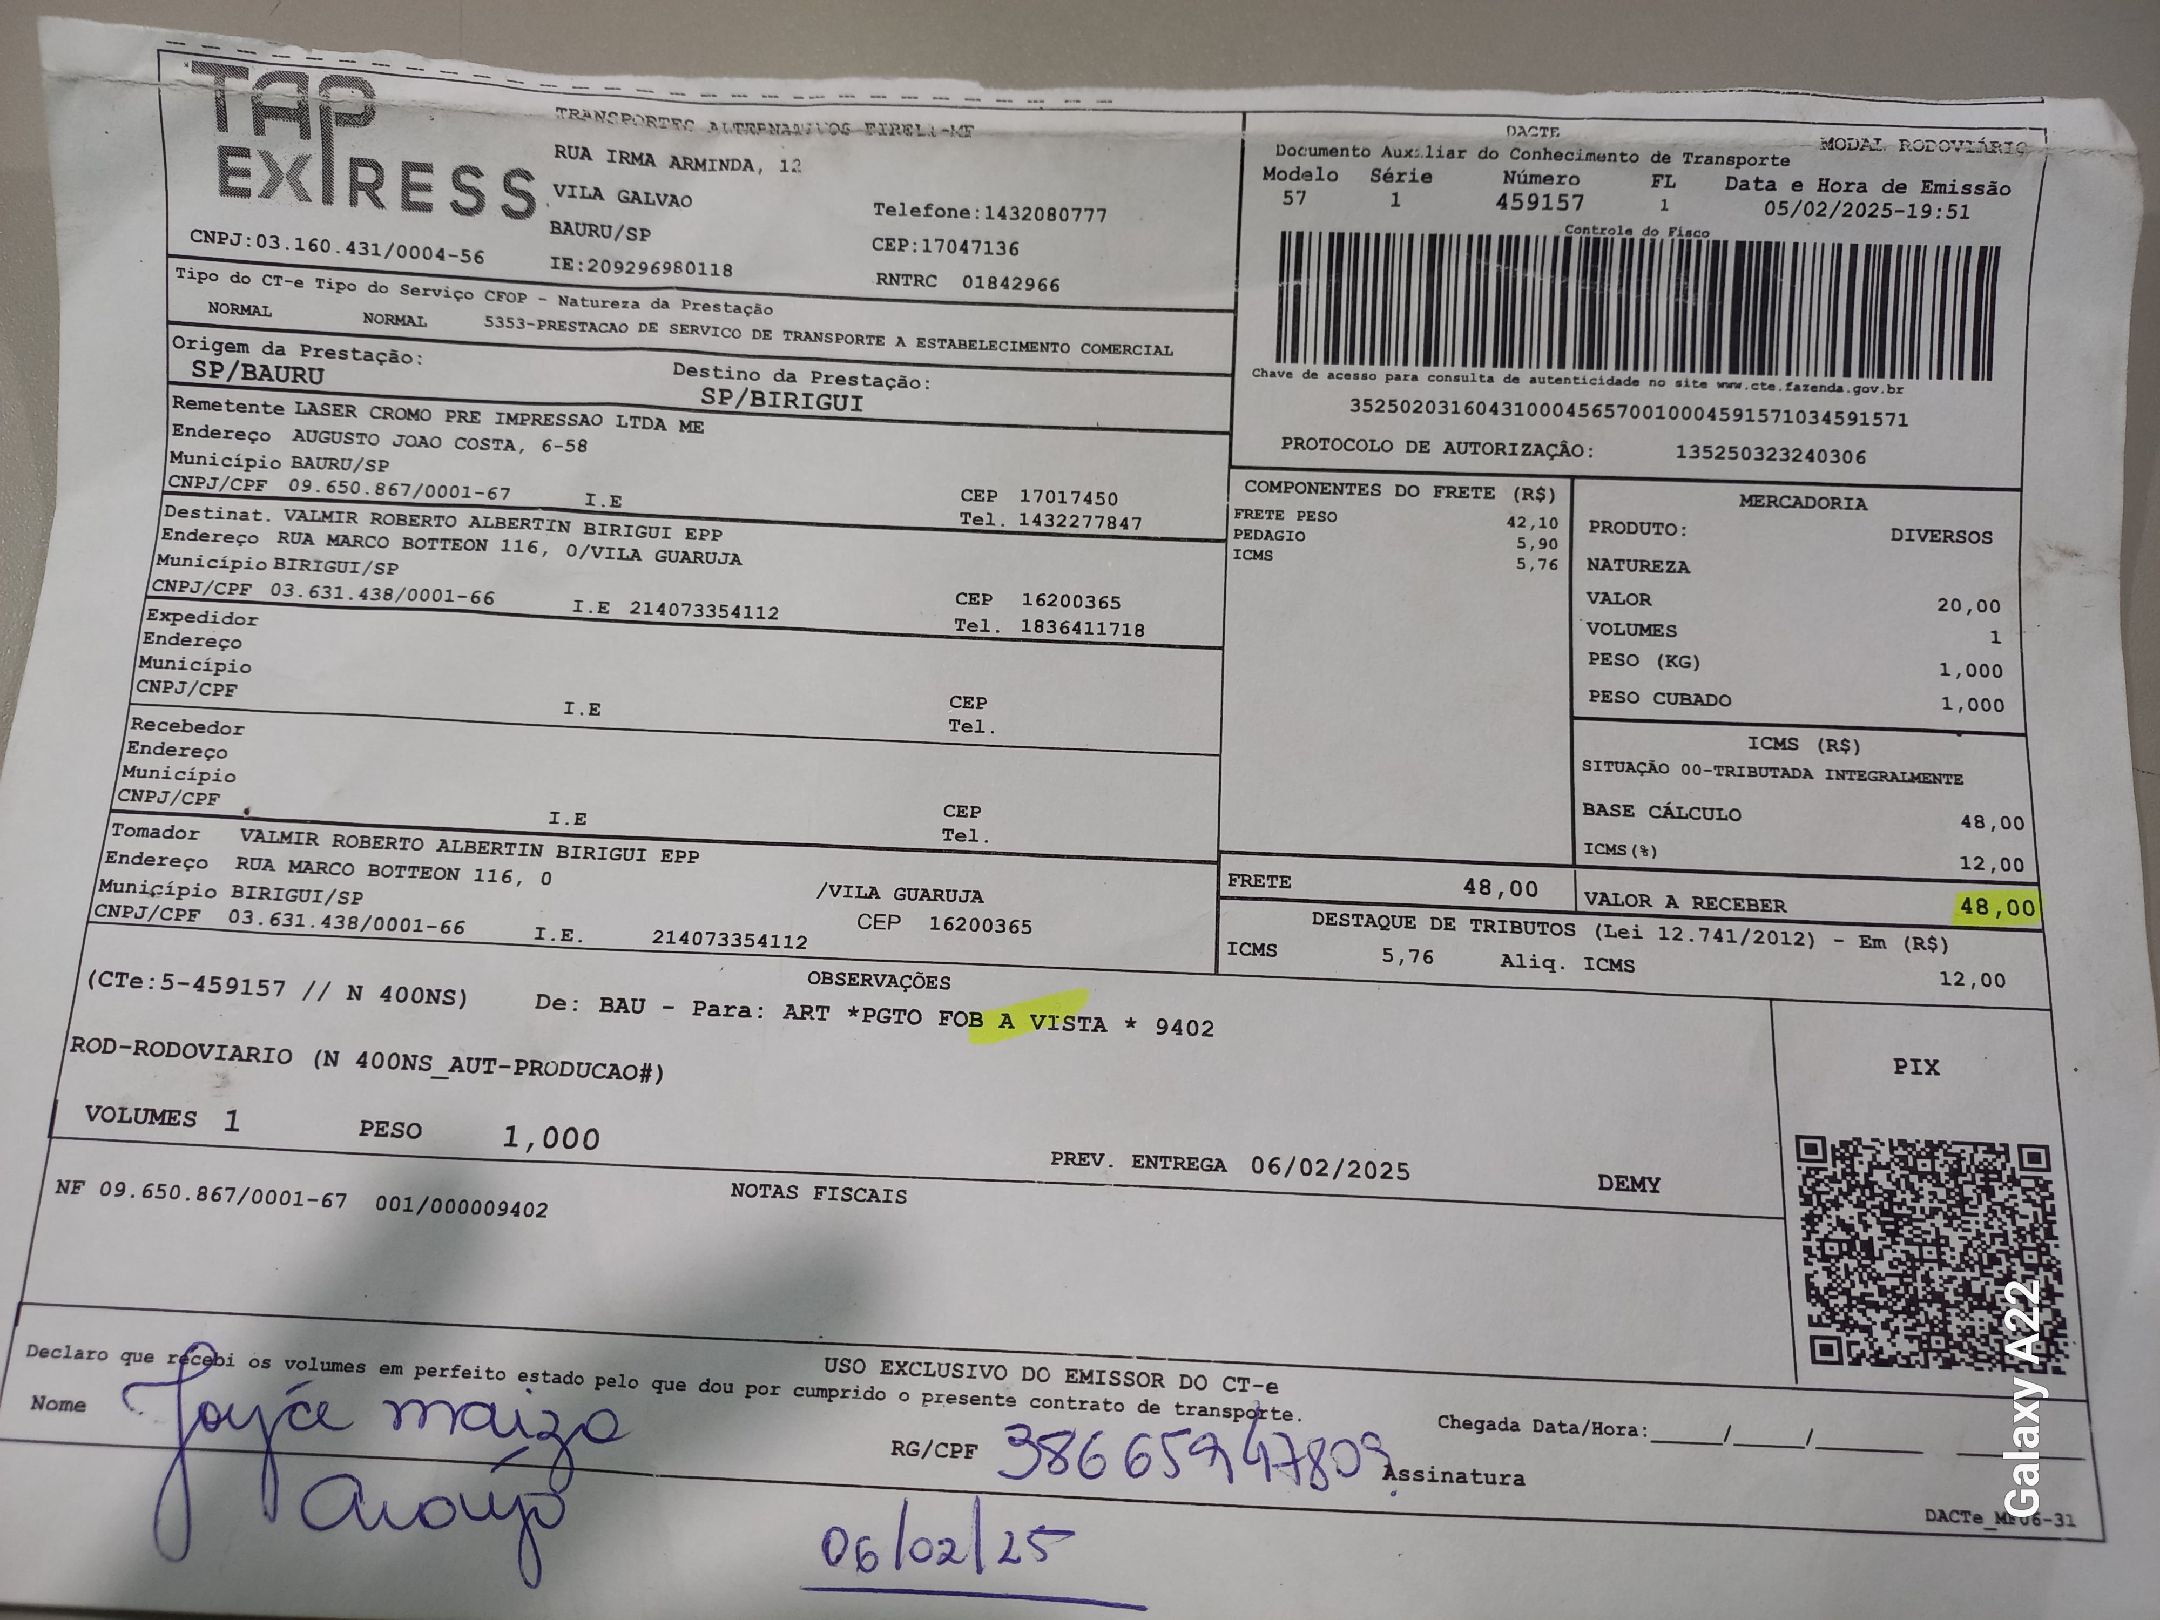 TAP
EXPRESS
TRANSPORTES ALTERNATIVOS EIRELI-ME
RUA IRMA ARMINDA, 12
VILA GALVAO
Telefone:1432080777
BAURU/SP
CEP:17047136
CNPJ:03.160.431/0004-56
IE:209296980118
RNTRC 01842966
DACTE
MODAL RODOVIÁRIO
Documento Auxiliar do Conhecimento de Transporte
Modelo Série Número FL Data e Hora de Emissão
57 1 459157 1 05/02/2025-19:51
Controle do Fisco
Chave de acesso para consulta de autenticidade no site www.cte.fazenda.gov.br
35250203160431000456570010004591571034591571
PROTOCOLO DE AUTORIZAÇÃO: 135250323240306
Tipo do CT-e Tipo do Serviço CFOP - Natureza da Prestação
NORMAL NORMAL 5353-PRESTACAO DE SERVICO DE TRANSPORTE A ESTABELECIMENTO COMERCIAL
Origem da Prestação: Destino da Prestação:
SP/BAURU SP/BIRIGUI
Remetente LASER CROMO PRE IMPRESSAO LTDA ME
Endereço AUGUSTO JOAO COSTA, 6-58
Município BAURU/SP CEP 17017450
CNPJ/CPF 09.650.867/0001-67 I.E Tel. 1432277847
Destinat. VALMIR ROBERTO ALBERTIN BIRIGUI EPP
Endereço RUA MARCO BOTTEON 116, 0/VILA GUARUJA
Município BIRIGUI/SP CEP 16200365
CNPJ/CPF 03.631.438/0001-66 I.E 214073354112 Tel. 1836411718
Expedidor
Endereço
Município CEP
CNPJ/CPF I.E Tel.
Recebedor
Endereço
Município CEP
CNPJ/CPF I.E Tel.
Tomador VALMIR ROBERTO ALBERTIN BIRIGUI EPP
Endereço RUA MARCO BOTTEON 116, 0 /VILA GUARUJA
Município BIRIGUI/SP CEP 16200365
CNPJ/CPF 03.631.438/0001-66 I.E. 214073354112
COMPONENTES DO FRETE (R$)
FRETE PESO 42,10
PEDAGIO 5,90
ICMS 5,76
MERCADORIA
PRODUTO: DIVERSOS
NATUREZA
VALOR 20,00
VOLUMES 1
PESO (KG) 1,000
PESO CUBADO 1,000
ICMS (R$)
SITUAÇÃO 00-TRIBUTADA INTEGRALMENTE
BASE CÁLCULO 48,00
ICMS(%) 12,00
FRETE 48,00 VALOR A RECEBER 48,00
DESTAQUE DE TRIBUTOS (Lei 12.741/2012) - Em (R$)
ICMS 5,76 Aliq. ICMS 12,00
OBSERVAÇÕES
(CTe:5-459157 // N 400NS) De: BAU - Para: ART *PGTO FOB A VISTA * 9402
ROD-RODOVIARIO (N 400NS_AUT-PRODUCAO#)
PIX
VOLUMES 1 PESO 1,000
PREV. ENTREGA 06/02/2025 DEMY
NOTAS FISCAIS
NF 09.650.867/0001-67 001/000009402
USO EXCLUSIVO DO EMISSOR DO CT-e
Declaro que recebi os volumes em perfeito estado pelo que dou por cumprido o presente contrato de transporte.
Nome Joyce maiza
Araújo
RG/CPF 38665947809
Chegada Data/Hora:____/____/______
Assinatura
06/02/25
DACTe_MF06-31
Galaxy A22